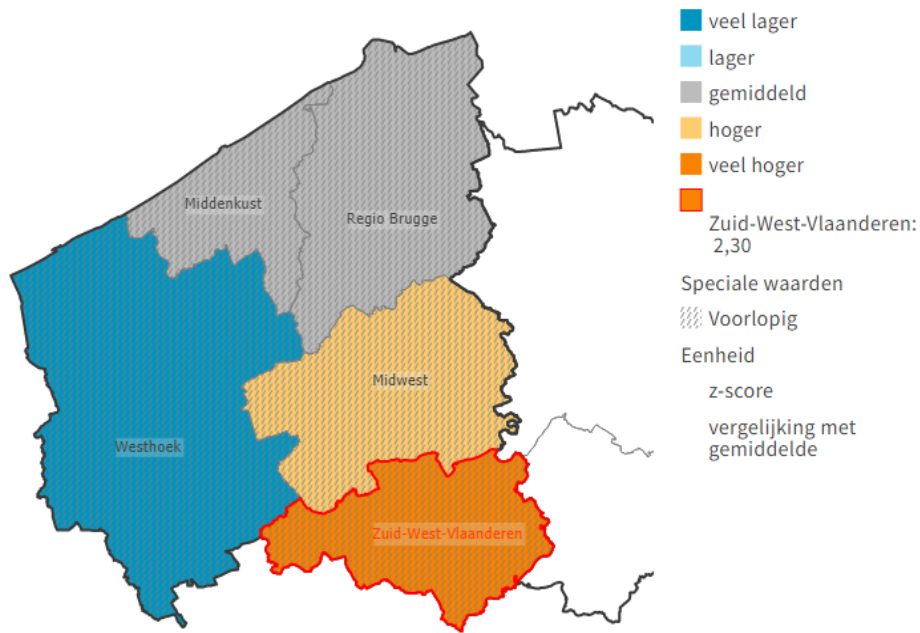 veel lager
lager
gemiddeld
hoger
veel hoger
Zuid-West-Vlaanderen:
2,30
Speciale waarden
Voorlopig
Eenheid
z-score
vergelijking met
gemiddelde
Middenkust
Regio Brugge
Midwest
Westhoek
Zuid-West-Vlaanderen